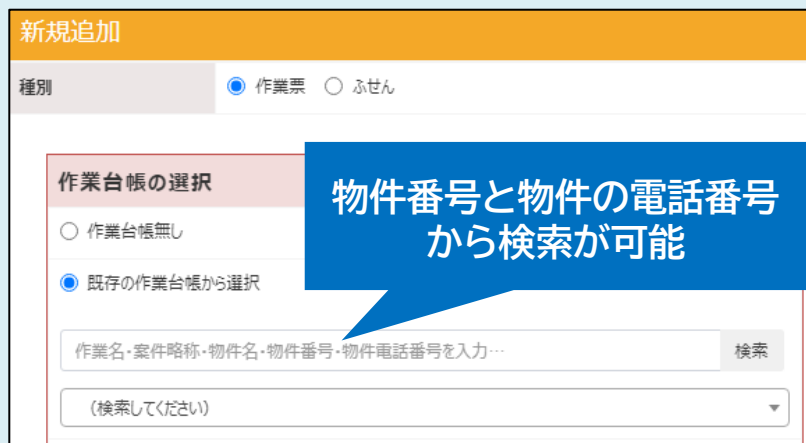 新規追加
種別
作業票
ふせん
作業台帳の選択
物件番号と物件の電話番号
から検索が可能
作業台帳無し
既存の作業台帳から選択
作業名・案件略称・物件名・物件番号・物件電話番号を入力…
検索
(検索してください)